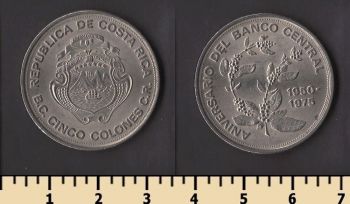 REPUBLICA DE COSTA RICA
B.C. CINCO COLONES C.R.
ANIVERSARIO DEL BANCO CENTRAL
1950-
1975
1 2 3 4 5 6 7